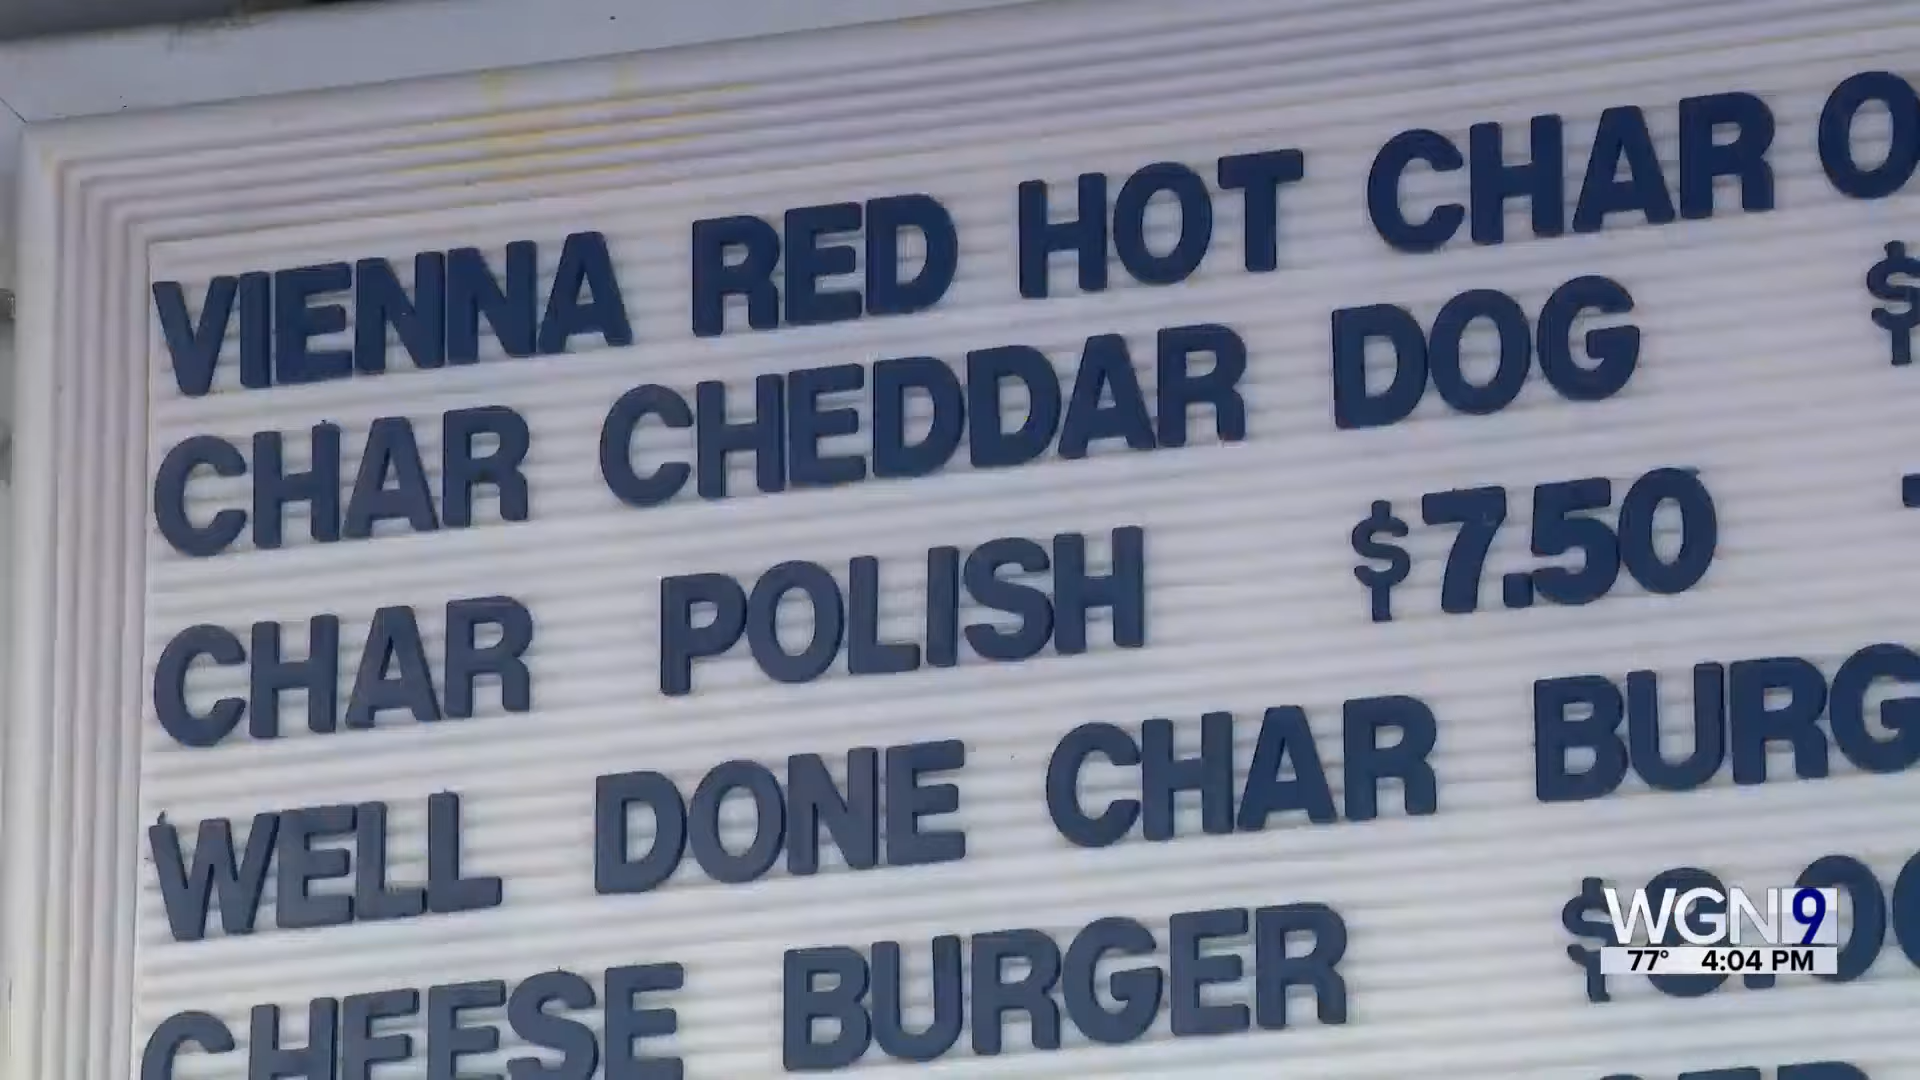 VIENNA RED HOT CHAR O
CHAR CHEDDAR DOG $
CHAR POLISH $7.50
WELL DONE CHAR BURG
CHEESE BURGER $
WGN9
77° 4:04 PM